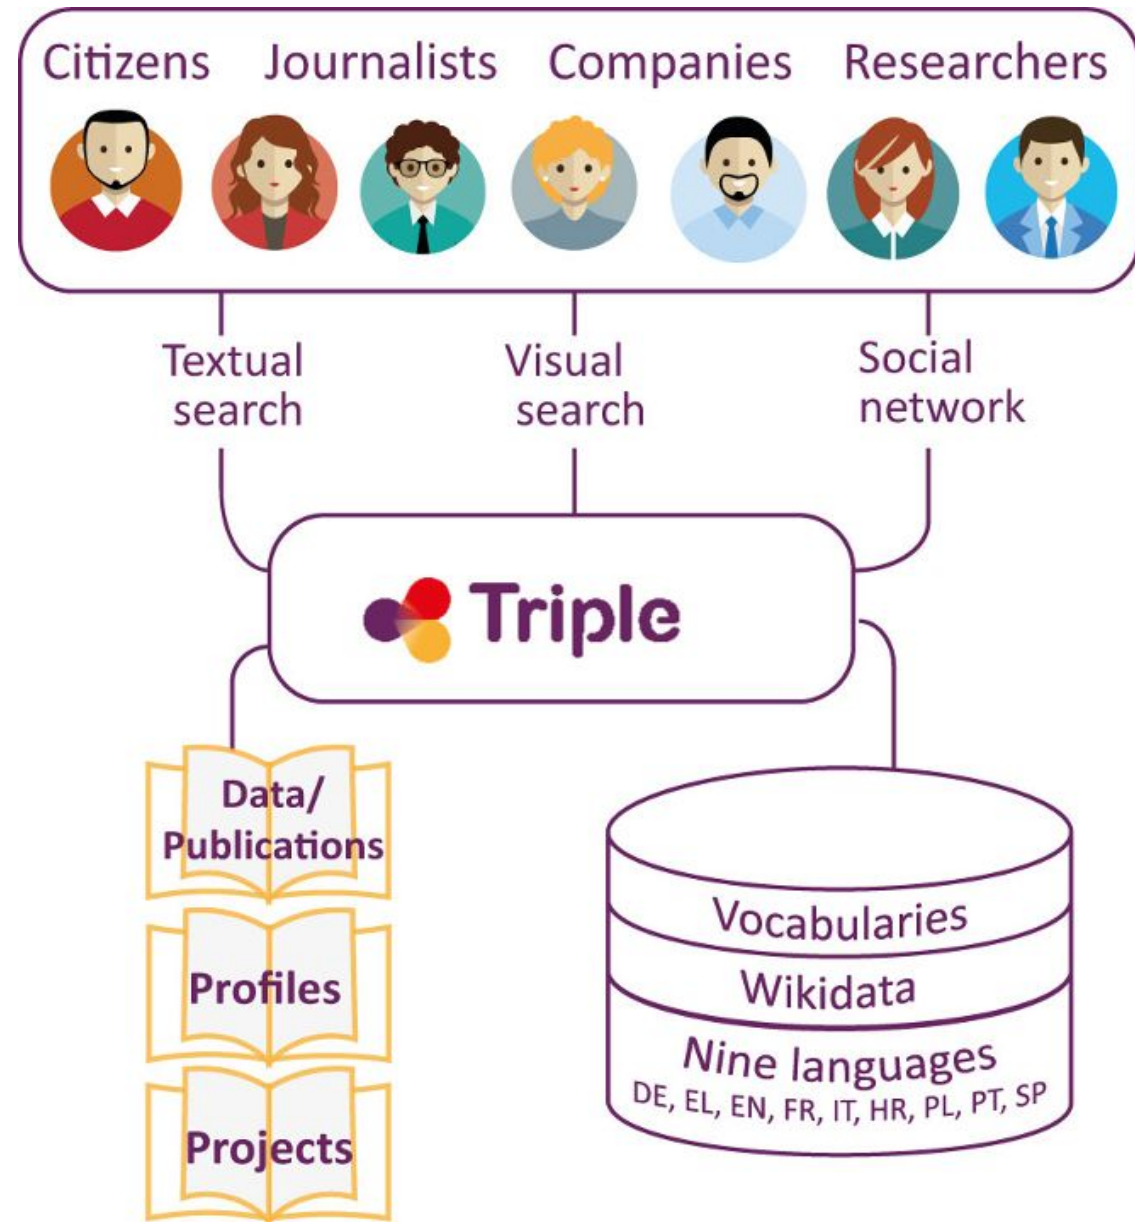 Citizens Journalists Companies Researchers
Textual
search
Visual
search
Social
network
Triple
Data/
Publications
Profiles
Projects
Vocabularies
Wikidata
Nine languages
DE, EL, EN, FR, IT, HR, PL, PT, SP